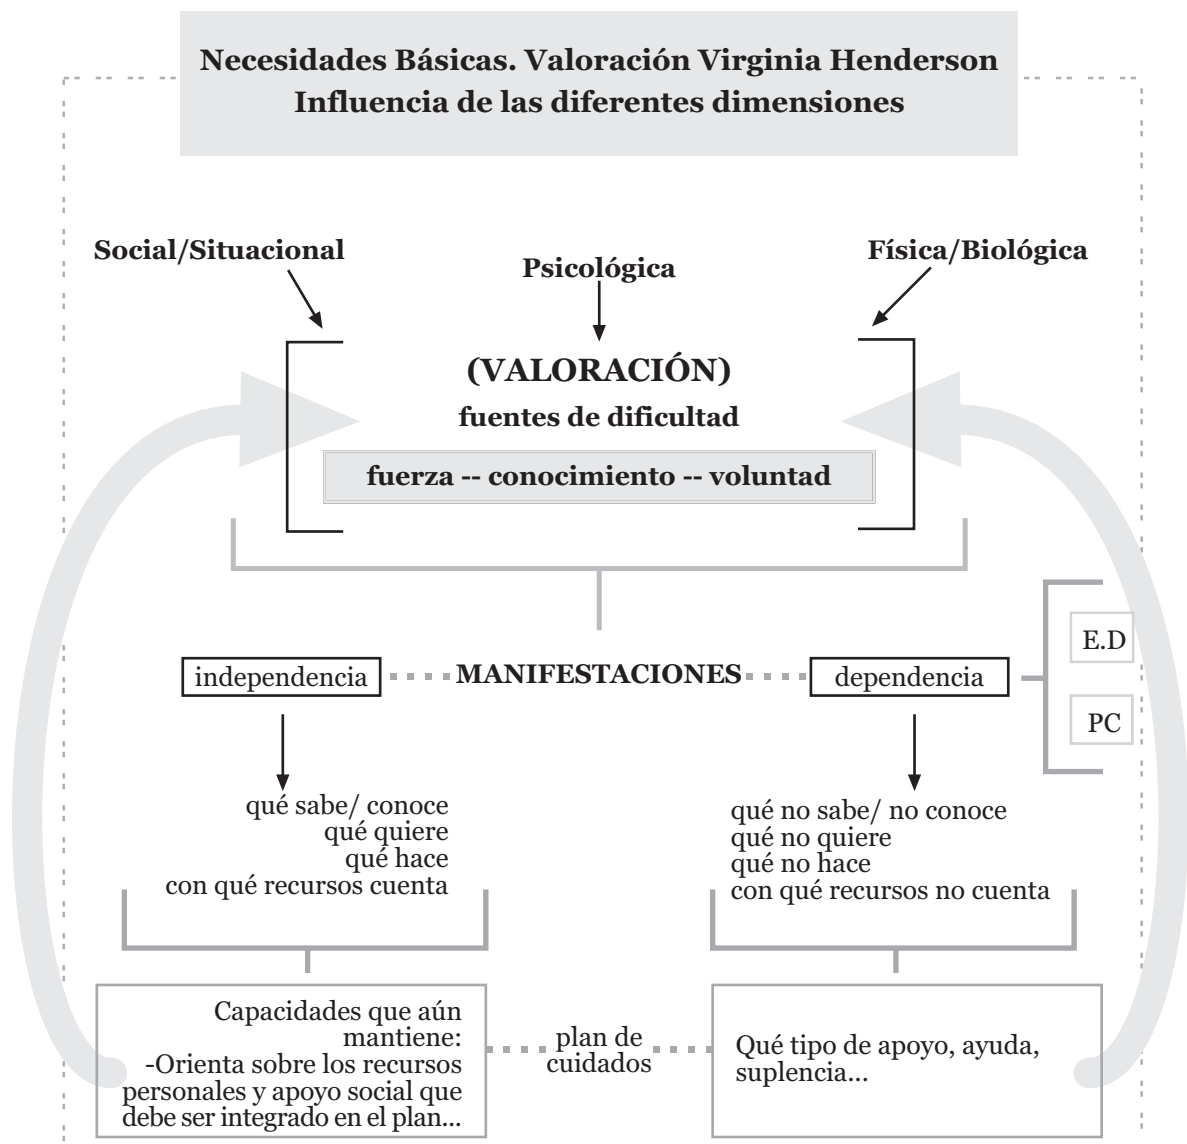 Necesidades Básicas. Valoración Virginia Henderson
Influencia de las diferentes dimensiones
Social/Situacional
Psicológica
Física/Biológica
(VALORACIÓN)
fuentes de dificultad
fuerza -- conocimiento -- voluntad
independencia
MANIFESTACIONES
dependencia
E.D
PC
qué sabe/ conoce
qué quiere
qué hace
con qué recursos cuenta
qué no sabe/ no conoce
qué no quiere
qué no hace
con qué recursos no cuenta
Capacidades que aún
mantiene:
-Orienta sobre los recursos
personales y apoyo social que
debe ser integrado en el plan...
plan de
cuidados
Qué tipo de apoyo, ayuda,
suplencia...